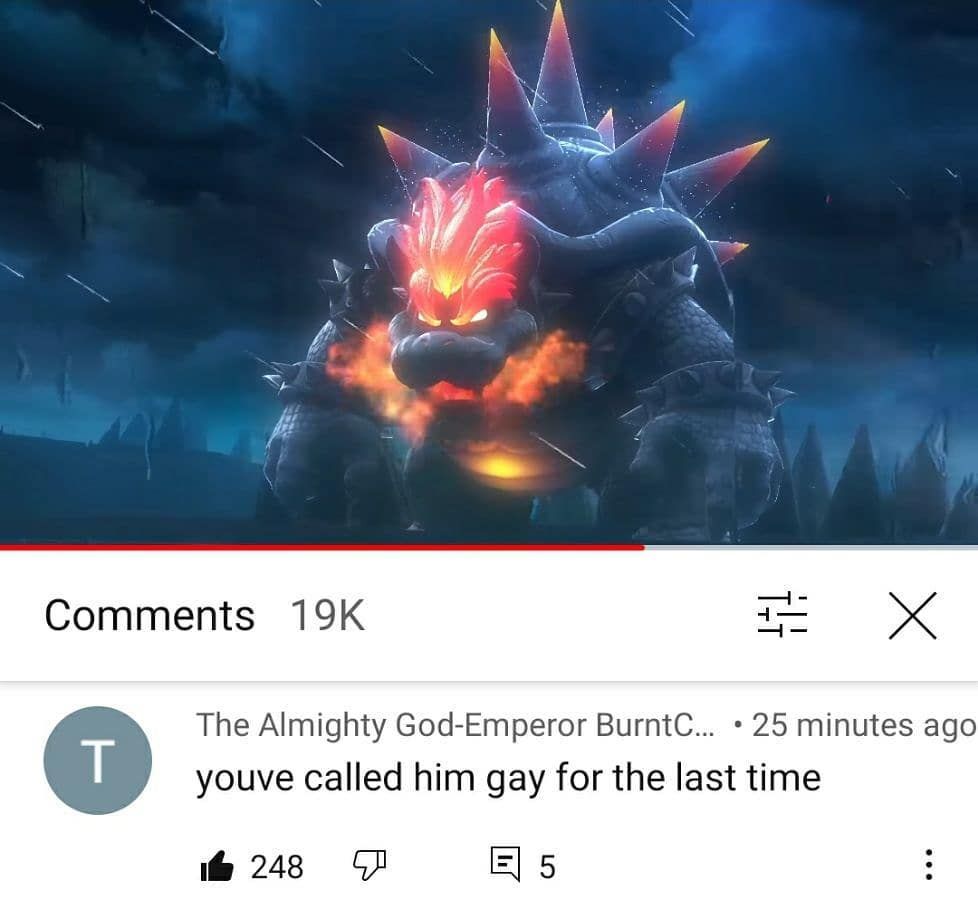 Comments 19K
T
The Almighty God-Emperor BurntC... • 25 minutes ago
youve called him gay for the last time
248 5